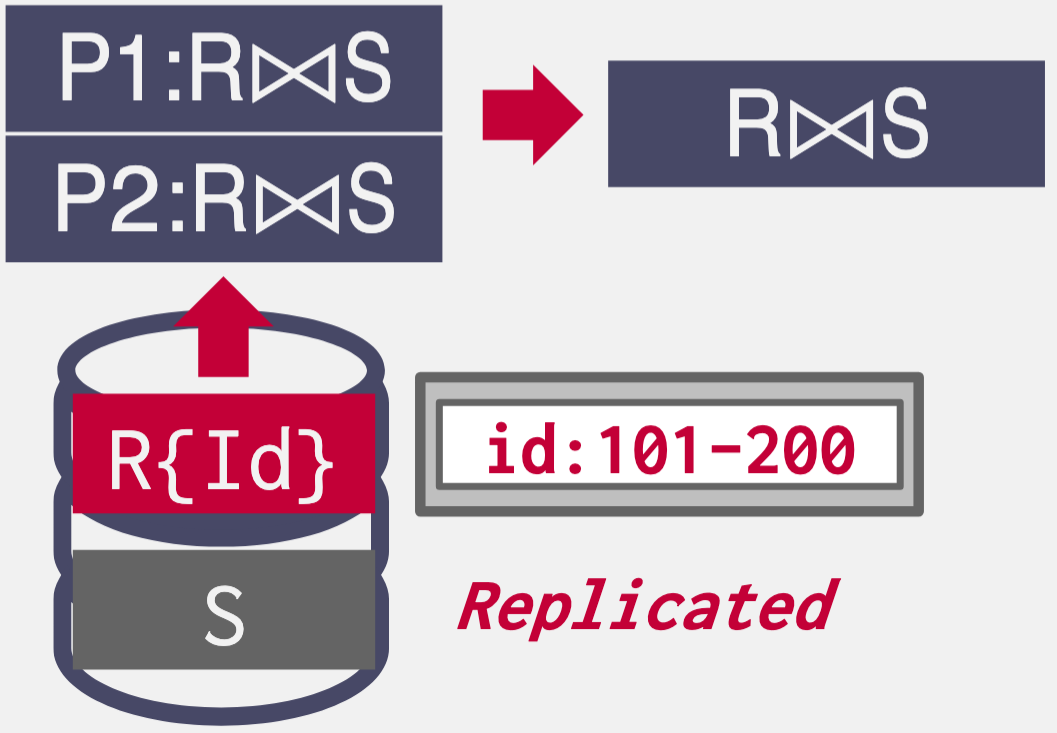 P1:R⋈S
R⋈S
P2:R⋈S
R{Id}
id:101-200
S
Replicated